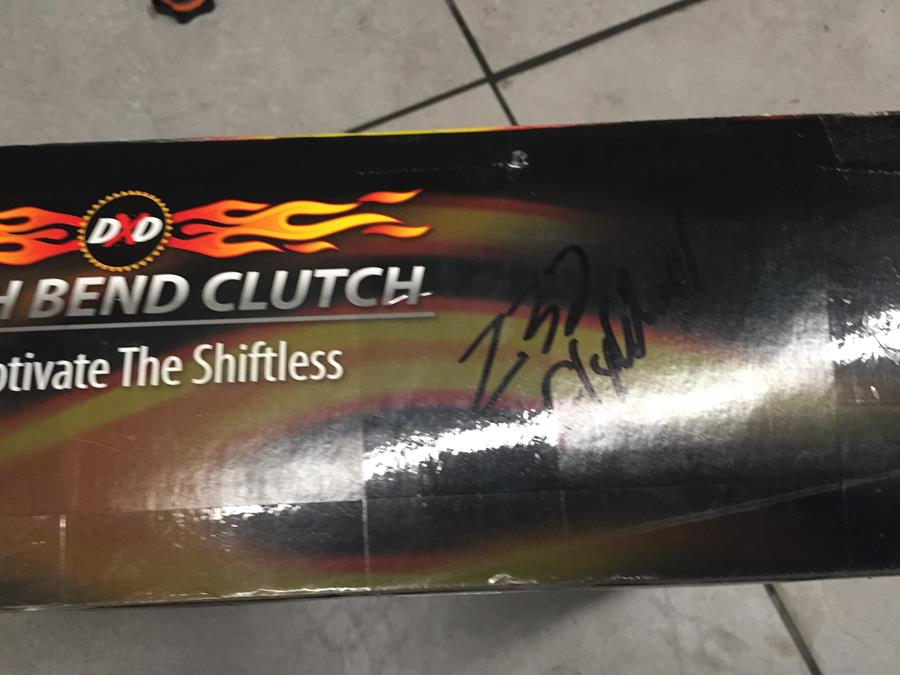 DXD
H BEND CLUTCH
otivate The Shiftless